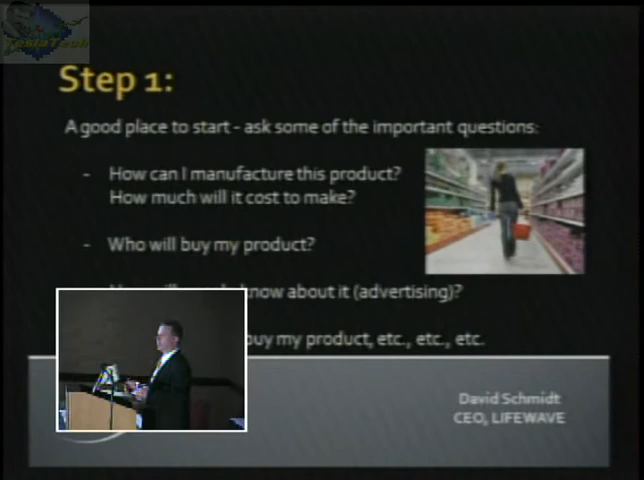 TeslaTech
Step 1:
A good place to start - ask some of the important questions:
- How can I manufacture this product?
How much will it cost to make?
- Who will buy my product?
know about it (advertising)?
buy my product, etc., etc., etc.
David Schmidt
CEO, LIFEWAVE